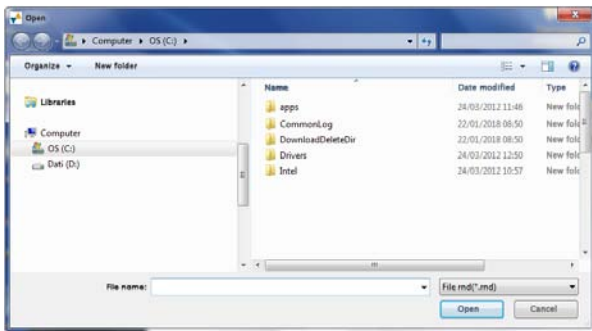 Open
Computer ▸ OS (C:) ▸
Organize New folder
Name Date modified Type
Libraries
Computer
OS (C:)
Dati (D:)
apps 24/03/2012 11:46 New fold
CommonLog 22/01/2018 08:50 New fold
DownloadDeleteDir 22/01/2018 08:50 New fold
Drivers 24/03/2012 12:50 New fold
Intel 24/03/2012 10:57 New fold
File name: File rnd(*.rnd)
Open Cancel